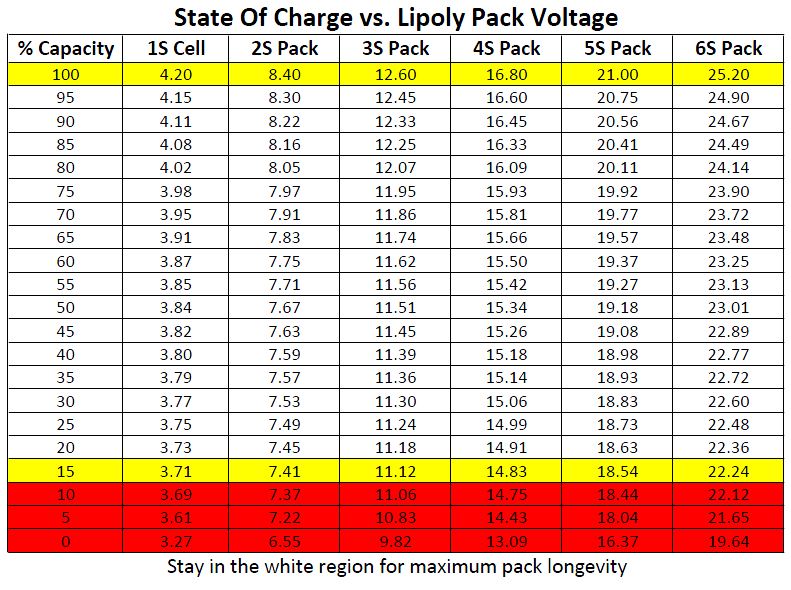 State Of Charge vs. Lipoly Pack Voltage
% Capacity 1S Cell 2S Pack 3S Pack 4S Pack 5S Pack 6S Pack
100 4.20 8.40 12.60 16.80 21.00 25.20
95 4.15 8.30 12.45 16.60 20.75 24.90
90 4.11 8.22 12.33 16.45 20.56 24.67
85 4.08 8.16 12.25 16.33 20.41 24.49
80 4.02 8.05 12.07 16.09 20.11 24.14
75 3.98 7.97 11.95 15.93 19.92 23.90
70 3.95 7.91 11.86 15.81 19.77 23.72
65 3.91 7.83 11.74 15.66 19.57 23.48
60 3.87 7.75 11.62 15.50 19.37 23.25
55 3.85 7.71 11.56 15.42 19.27 23.13
50 3.84 7.67 11.51 15.34 19.18 23.01
45 3.82 7.63 11.45 15.26 19.08 22.89
40 3.80 7.59 11.39 15.18 18.98 22.77
35 3.79 7.57 11.36 15.14 18.93 22.72
30 3.77 7.53 11.30 15.06 18.83 22.60
25 3.75 7.49 11.24 14.99 18.73 22.48
20 3.73 7.45 11.18 14.91 18.63 22.36
15 3.71 7.41 11.12 14.83 18.54 22.24
10 3.69 7.37 11.06 14.75 18.44 22.12
5 3.61 7.22 10.83 14.43 18.04 21.65
0 3.27 6.55 9.82 13.09 16.37 19.64
Stay in the white region for maximum pack longevity